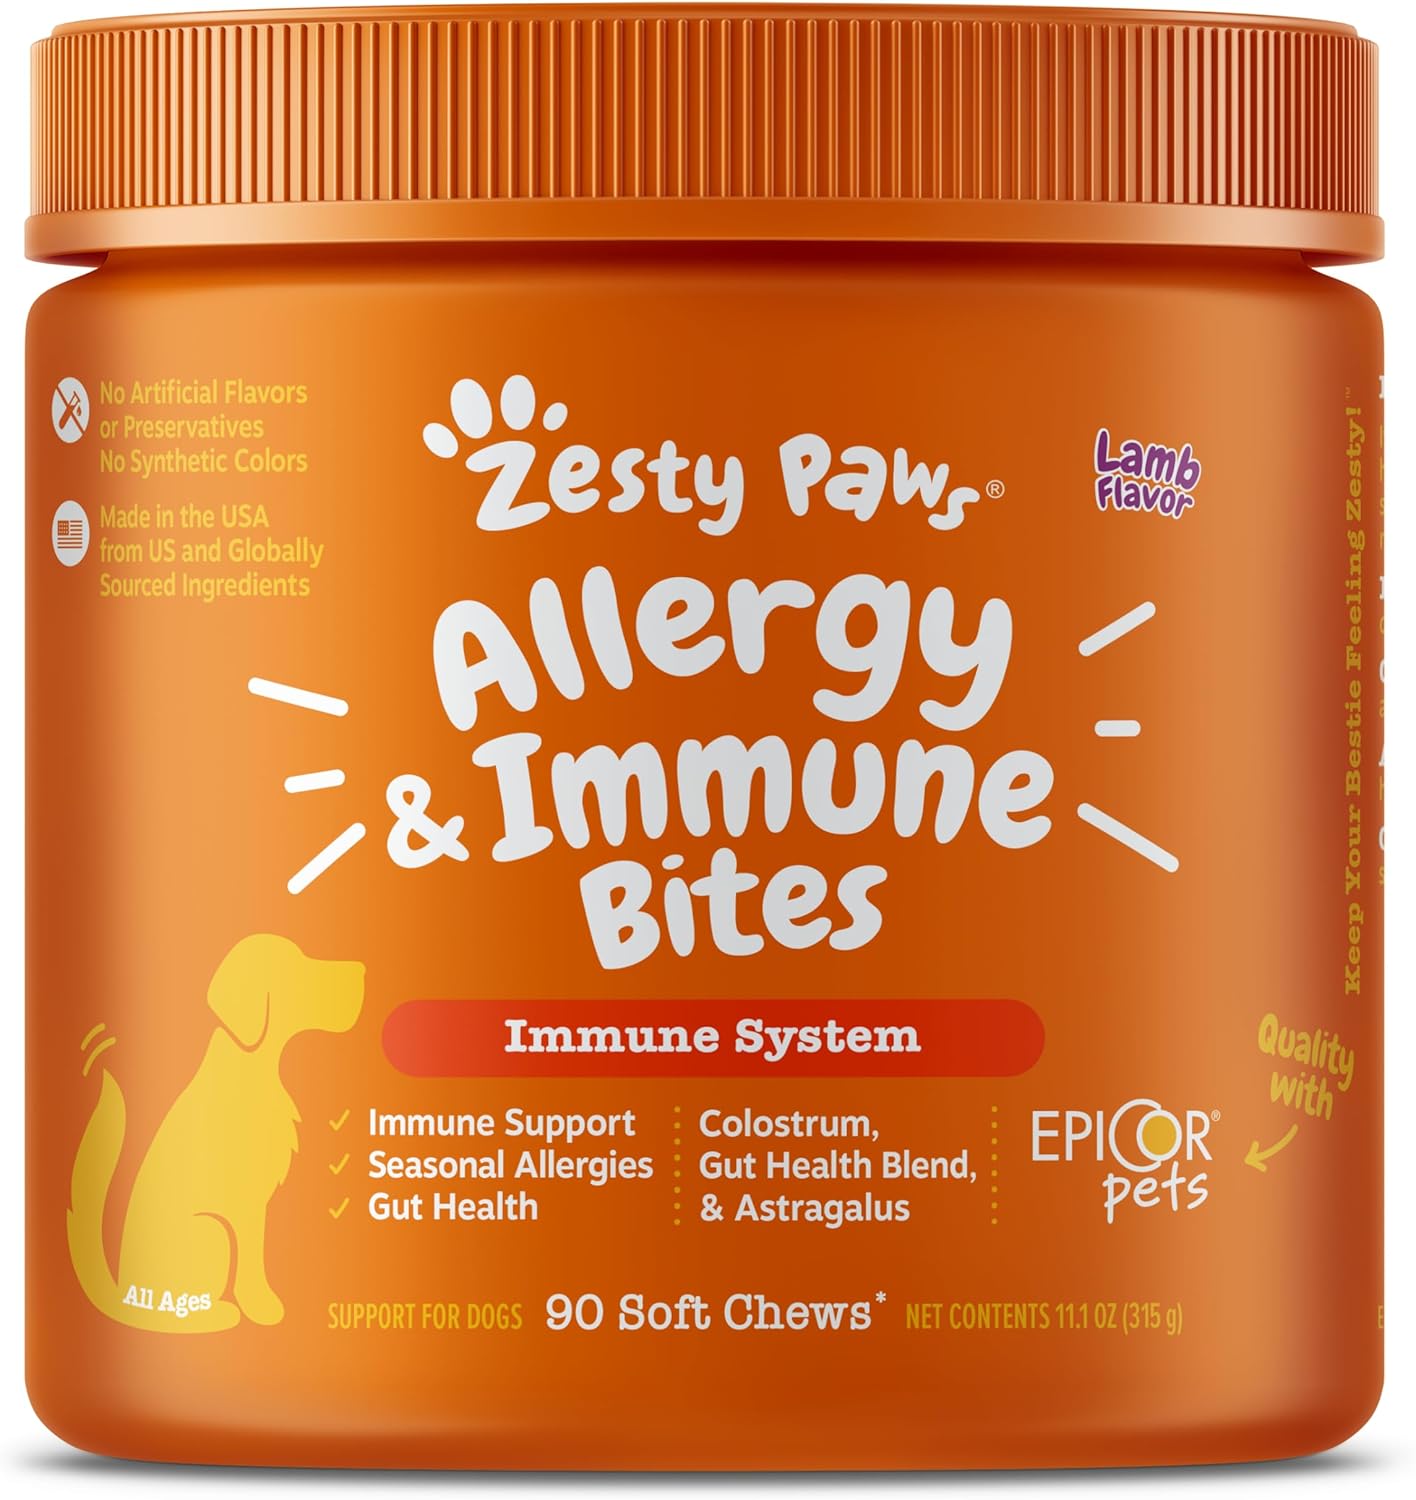 No Artificial Flavors
or Preservatives
No Synthetic Colors
Made in the USA
from US and Globally
Sourced Ingredients
Zesty Paws®
Lamb
Flavor
Allergy
& Immune
Bites
Immune System
✓ Immune Support
✓ Seasonal Allergies
✓ Gut Health
Colostrum,
Gut Health Blend,
& Astragalus
EPICOR®
pets
Quality
with
Keep Your Bestie Feeling Zesty!™
All Ages
SUPPORT FOR DOGS 90 Soft Chews* NET CONTENTS 11.1 OZ (315 g)